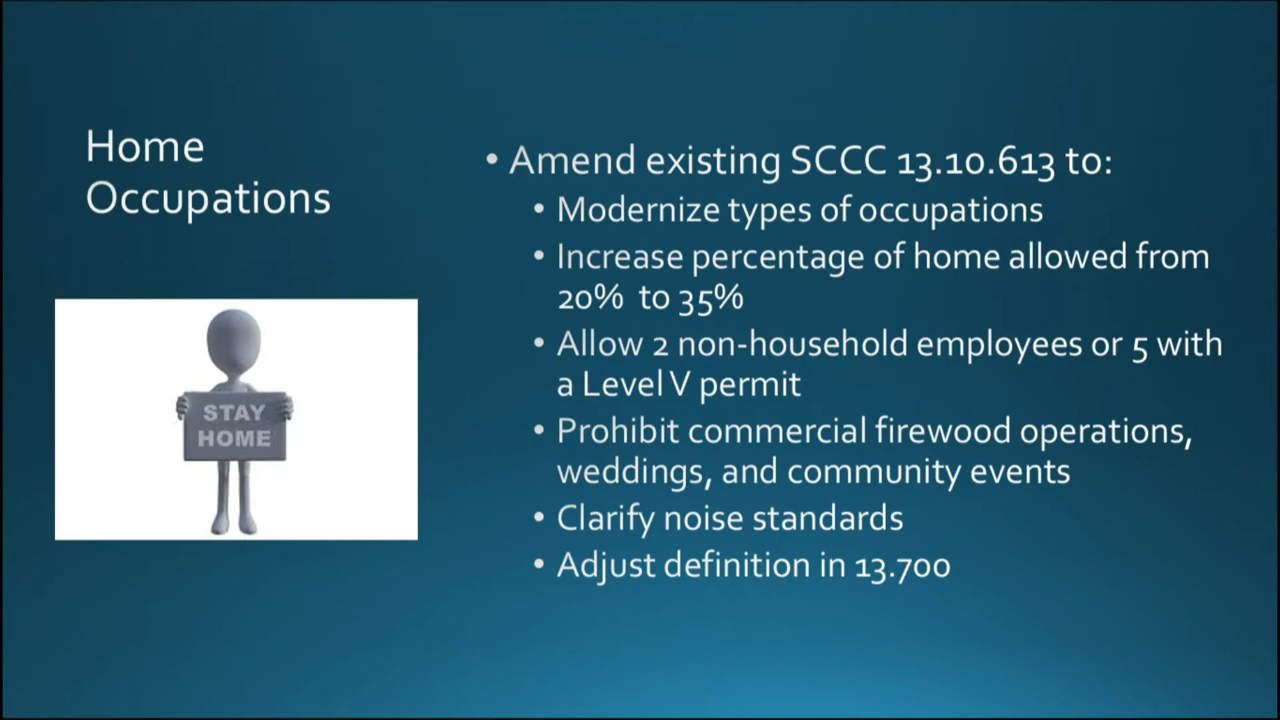 Home
Occupations
STAY
HOME
• Amend existing SCCC 13.10.613 to:
• Modernize types of occupations
• Increase percentage of home allowed from
20% to 35%
• Allow 2 non-household employees or 5 with
a Level V permit
• Prohibit commercial firewood operations,
weddings, and community events
• Clarify noise standards
• Adjust definition in 13.700